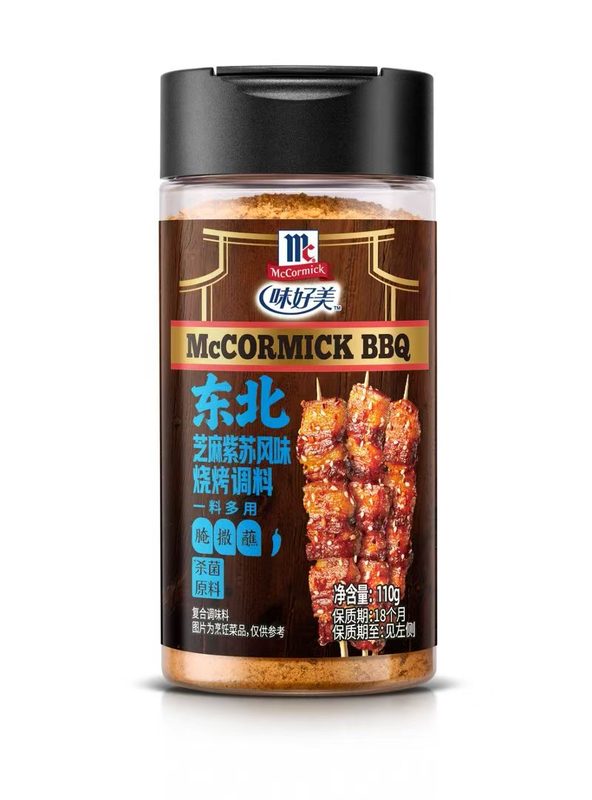 Mc
McCormick
味好美™
McCORMICK BBQ
东北
芝麻紫苏风味
烧烤调料
一料多用
腌 撒 蘸
杀菌
原料
复合调味料
图片为烹饪菜品，仅供参考
净含量：110g
保质期：18个月
保质期至：见左侧